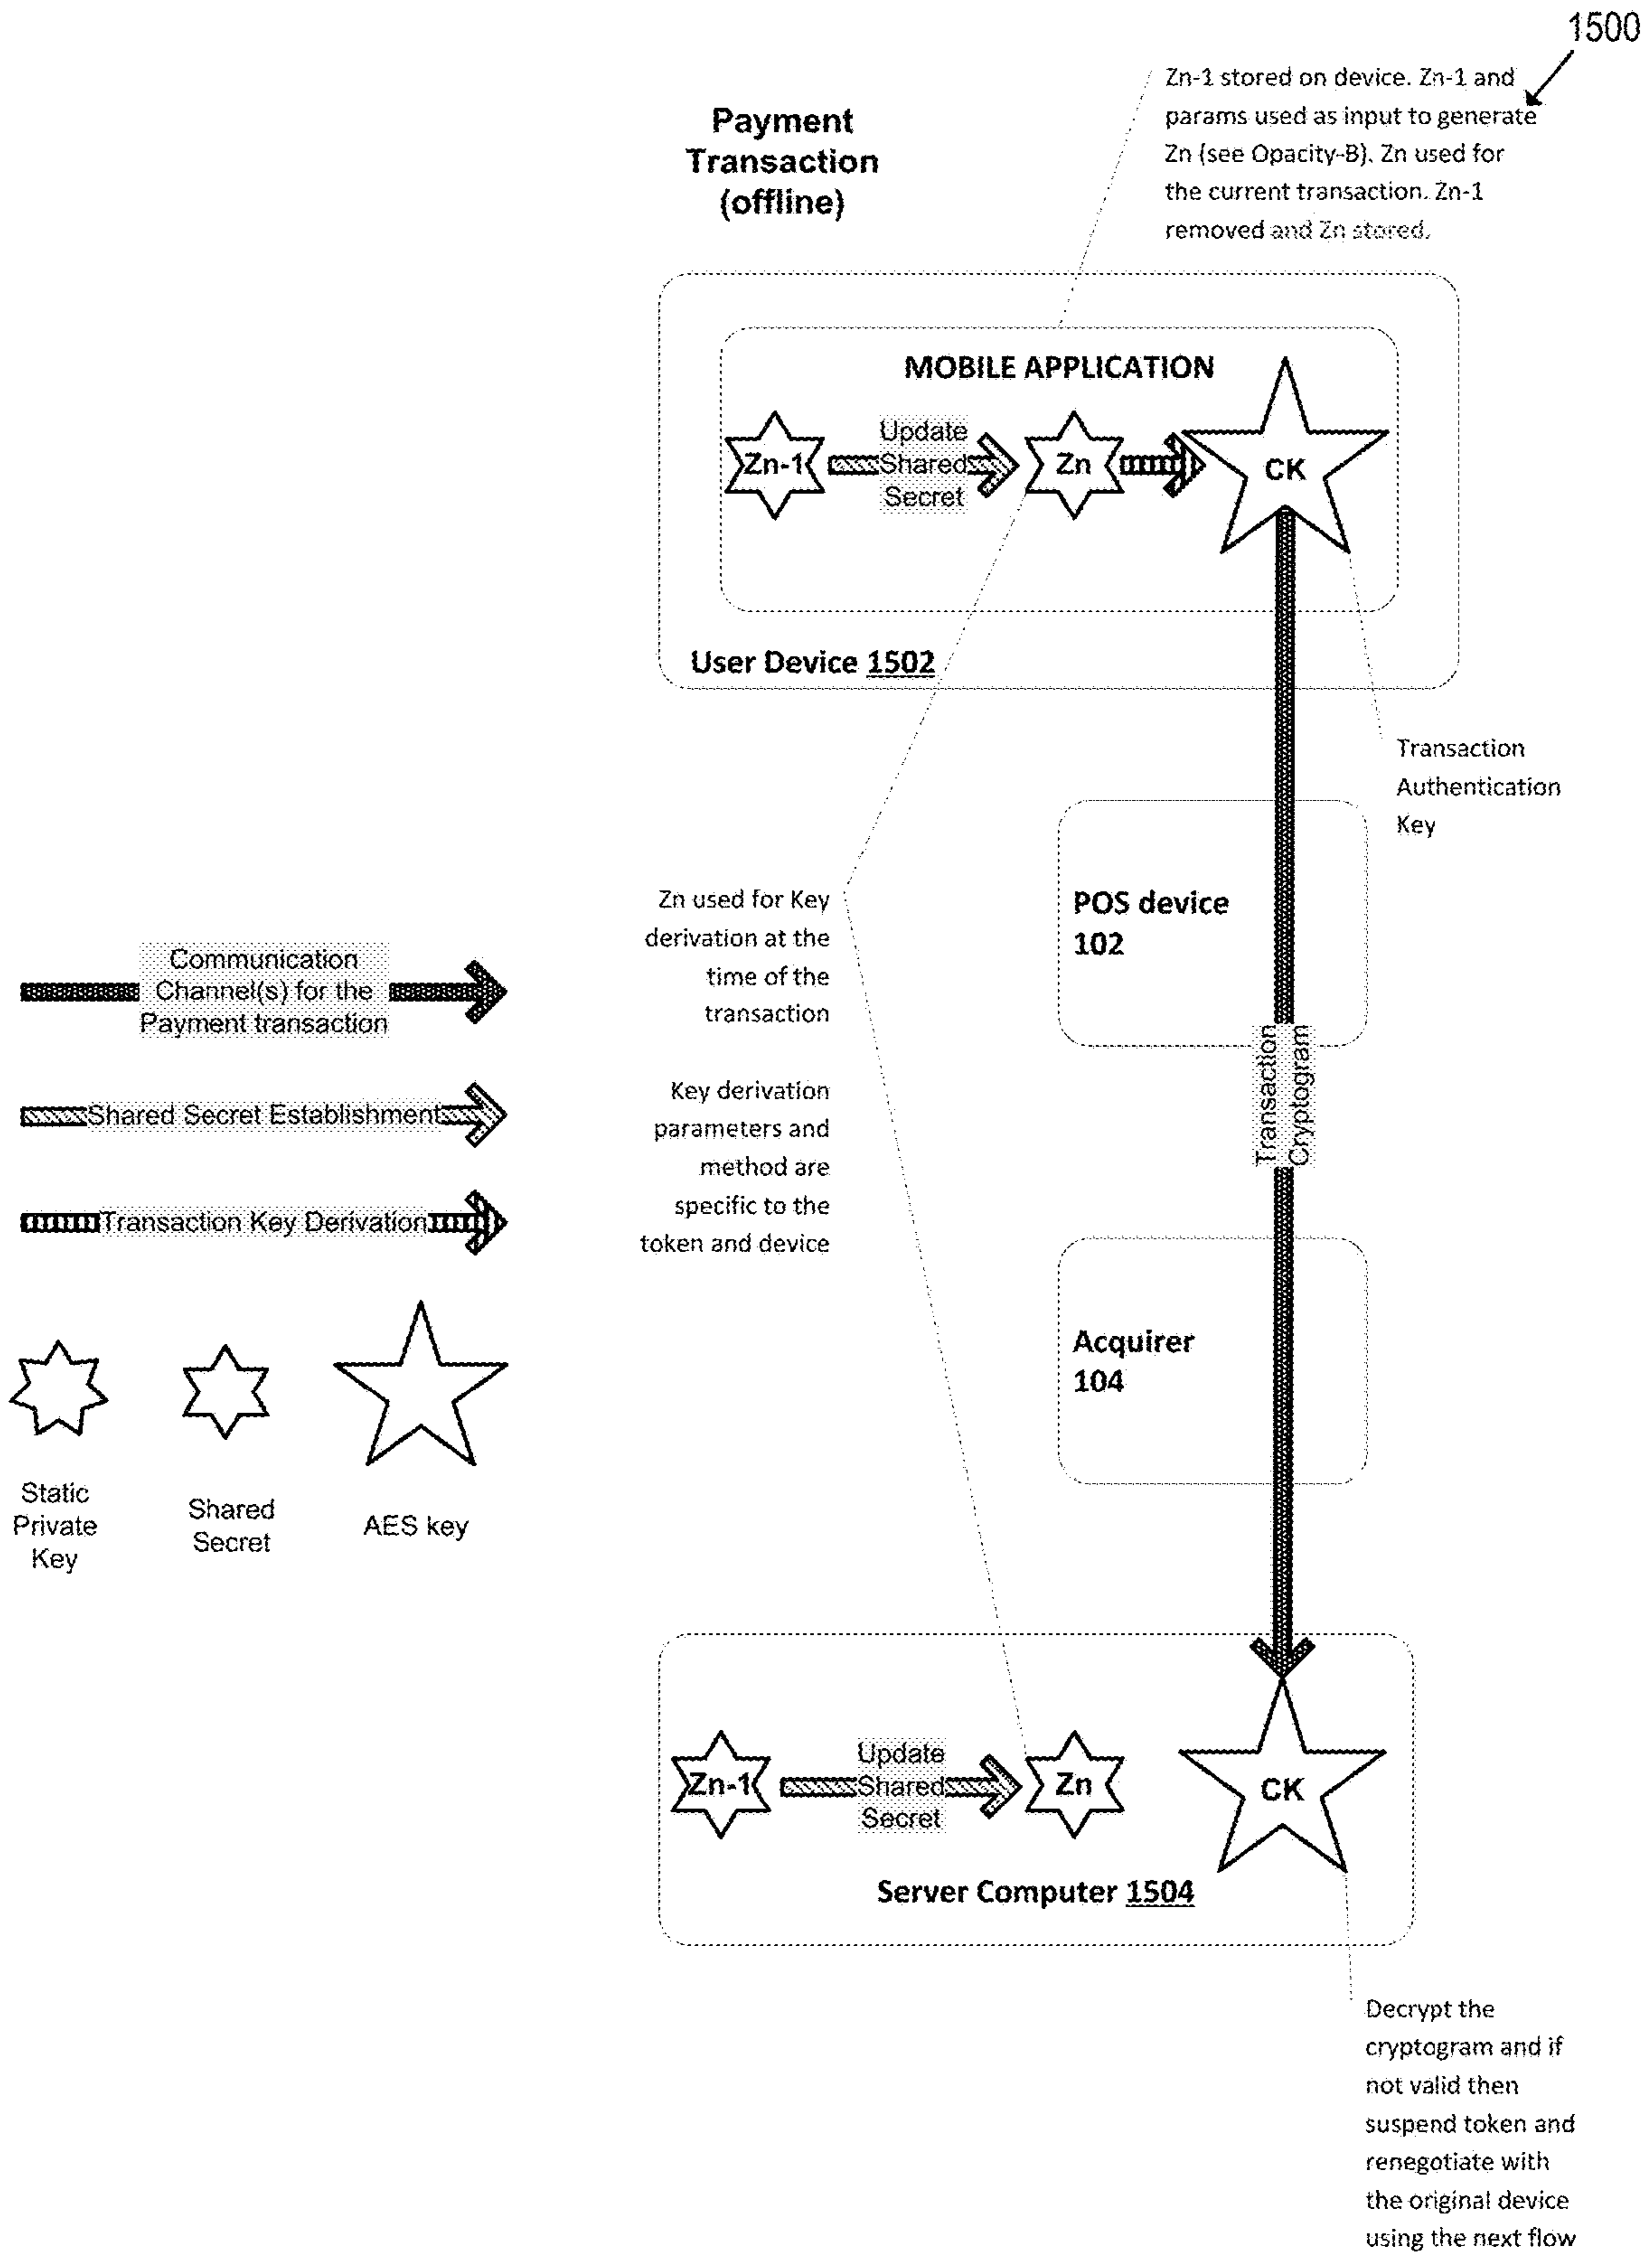 1500
Zn-1 stored on device. Zn-1 and
params used as input to generate
Zn (see Opacity-B). Zn used for
the current transaction. Zn-1
removed and Zn stored.
Payment
Transaction
(offline)
MOBILE APPLICATION
Zn-1
Update
Shared
Secret
Zn
CK
User Device 1502
Transaction
Authentication
Key
POS device
102
Zn used for Key
derivation at the
time of the
transaction
Key derivation
parameters and
method are
specific to the
token and device
Communication
Channel(s) for the
Payment transaction
Shared Secret Establishment
Transaction Key Derivation
Static
Private
Key
Shared
Secret
AES key
Transaction
Cryptogram
Acquirer
104
Zn-1
Update
Shared
Secret
Zn
CK
Server Computer 1504
Decrypt the
cryptogram and if
not valid then
suspend token and
renegotiate with
the original device
using the next flow